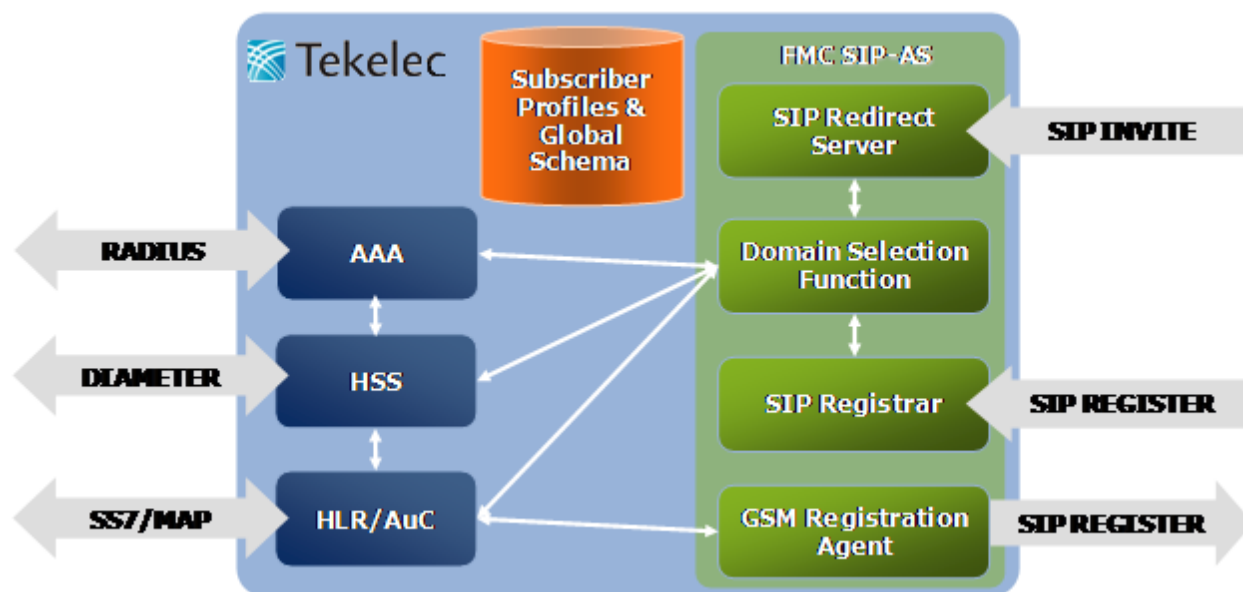 Tekelec
Subscriber
Profiles &
Global
Schema
FMC SIP-AS
SIP Redirect
Server
SIP INVITE
RADIUS
AAA
Domain Selection
Function
DIAMETER
HSS
SIP Registrar
SIP REGISTER
SS7/MAP
HLR/AuC
GSM Registration
Agent
SIP REGISTER